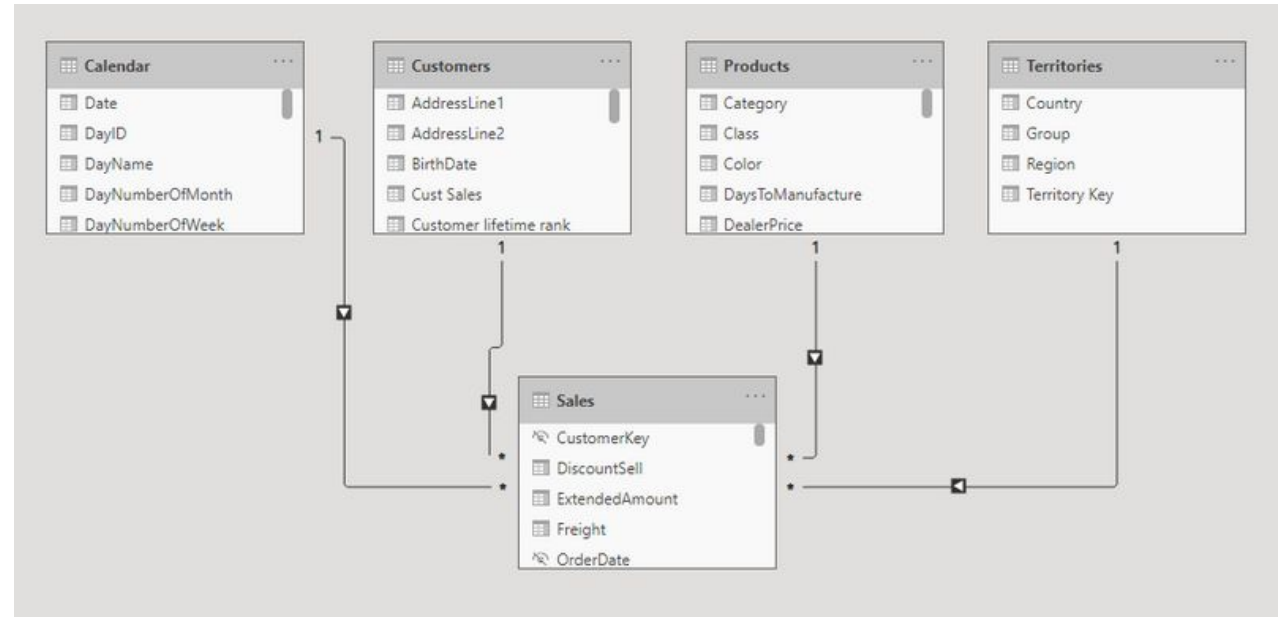 Calendar ...
Date
DayID
DayName
DayNumberOfMonth
DayNumberOfWeek
1
Customers ...
AddressLine1
AddressLine2
BirthDate
Cust Sales
Customer lifetime rank
1
Products ...
Category
Class
Color
DaysToManufacture
DealerPrice
1
Territories ...
Country
Group
Region
Territory Key
1
Sales ...
CustomerKey
DiscountSell
ExtendedAmount
Freight
OrderDate
*
*
*
*